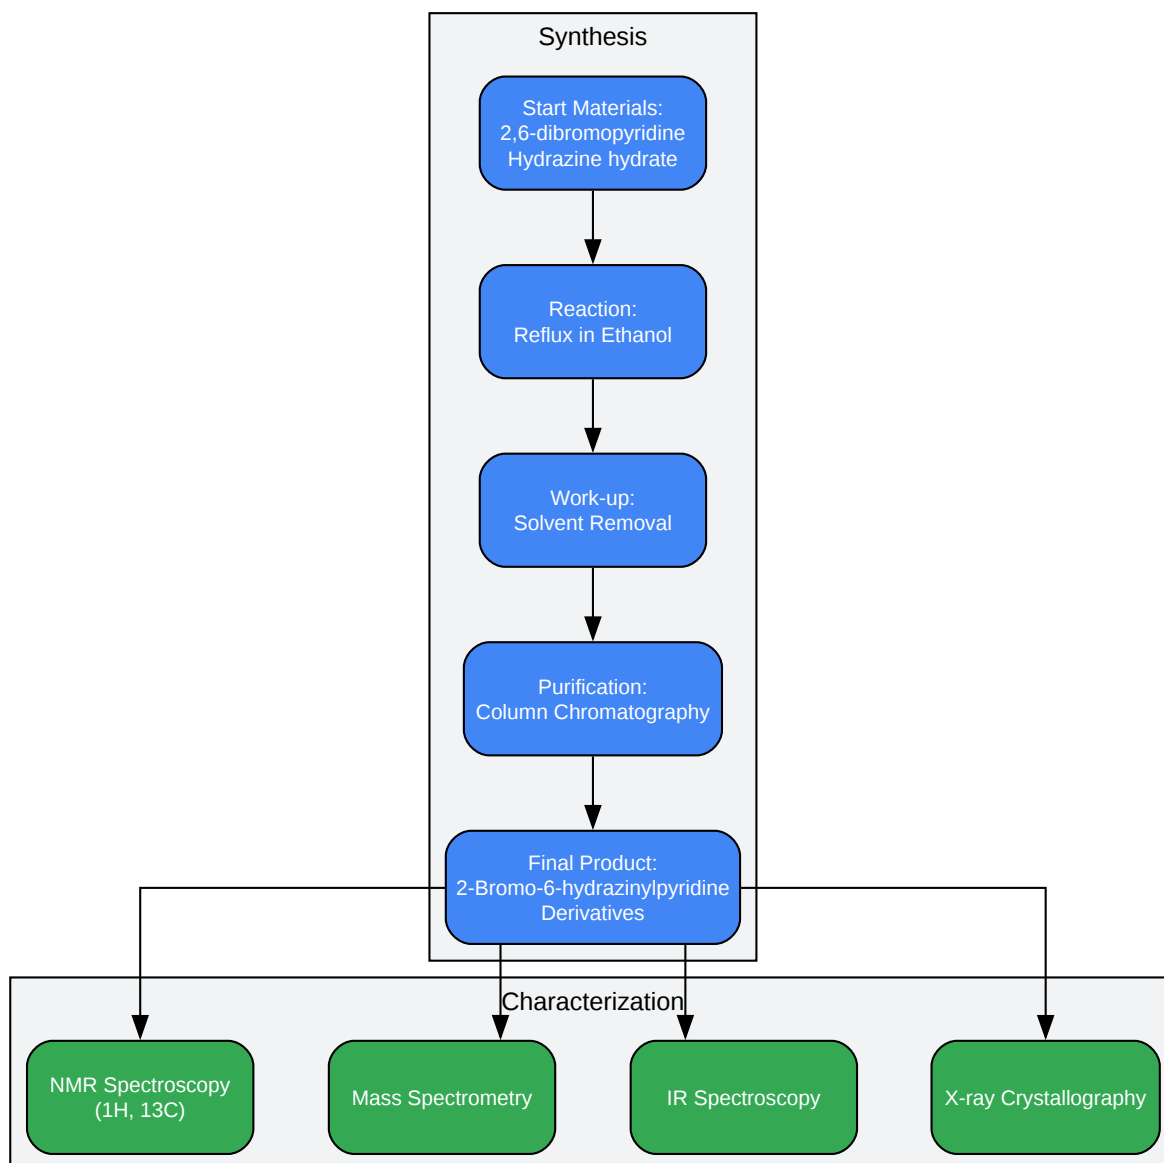 Synthesis
Start Materials:
2,6-dibromopyridine
Hydrazine hydrate
Reaction:
Reflux in Ethanol
Work-up:
Solvent Removal
Purification:
Column Chromatography
Final Product:
2-Bromo-6-hydrazinylpyridine
Derivatives
Characterization
NMR Spectroscopy
(1H, 13C)
Mass Spectrometry
IR Spectroscopy
X-ray Crystallography